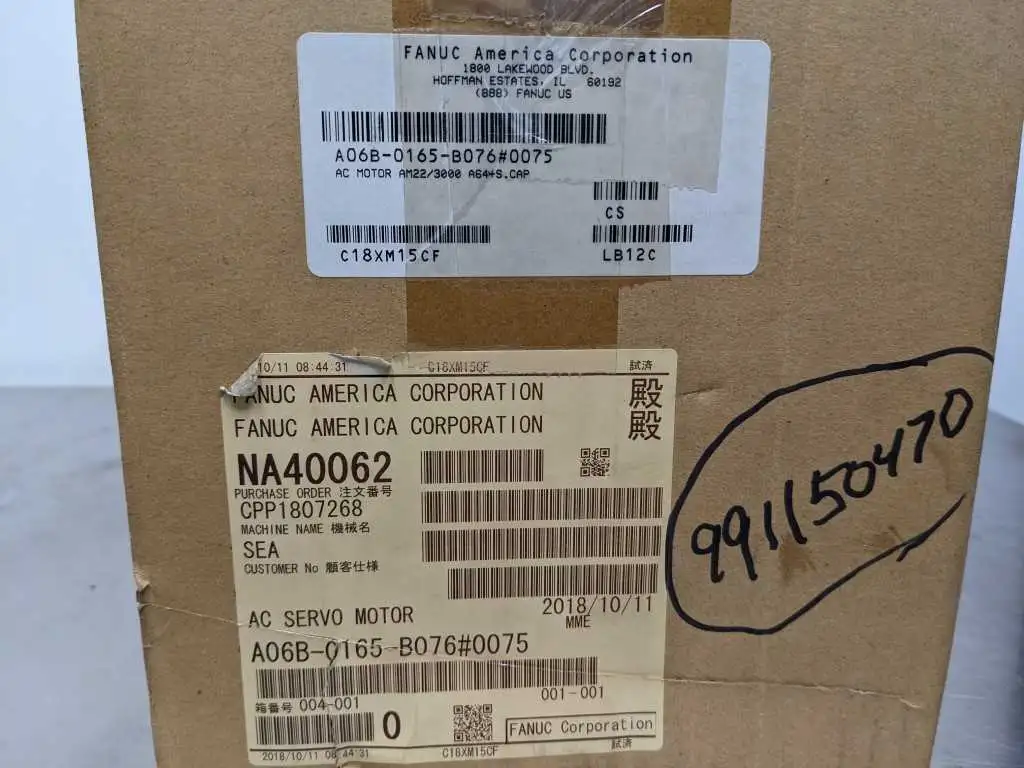 FANUC America Corporation
1800 LAKEWOOD BLVD.
HOFFMAN ESTATES, IL 60192
(888) FANUC US
A06B-0165-B076#0075
AC MOTOR AM22/3000 A64+S.CAP
CS
C18XM15CF
LB12C
10/11 08:44:31 C18XM15CF 試済
FANUC AMERICA CORPORATION 殿
FANUC AMERICA CORPORATION 殿
NA40062
PURCHASE ORDER 注文番号
CPP1807268
MACHINE NAME 機械名
SEA
CUSTOMER No 顧客仕様
2018/10/11
AC SERVO MOTOR
MME
A06B-0165-B076#0075
001-001
箱番号 004-001
0
FANUC Corporation
2018/10/11 08:44:31 C18XM15CF 試済
991150470